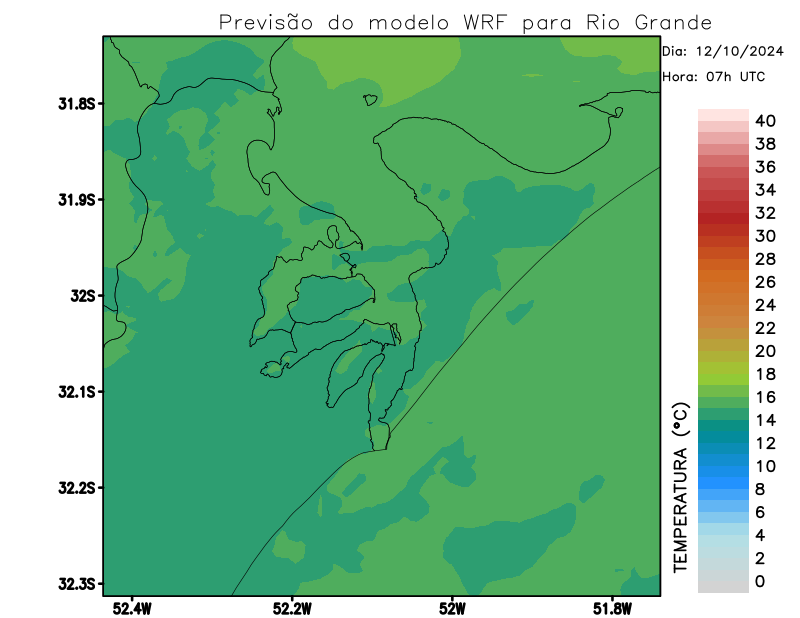 Previsão do modelo WRF para Rio Grande
Dia: 12/10/2024
Hora: 07h UTC
31.8S
31.9S
32S
32.1S
32.2S
32.3S
52.4W
52.2W
52W
51.8W
TEMPERATURA (°C)
40
38
36
34
32
30
28
26
24
22
20
18
16
14
12
10
8
6
4
2
0